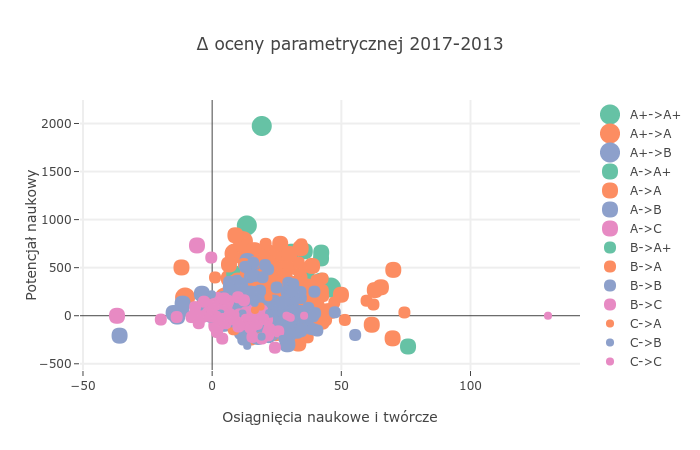 Δ oceny parametrycznej 2017-2013
Potencjał naukowy
2000
1500
1000
500
0
−500
−50
0
50
100
Osiągnięcia naukowe i twórcze
A+->A+
A+->A
A+->B
A->A+
A->A
A->B
A->C
B->A+
B->A
B->B
B->C
C->A
C->B
C->C